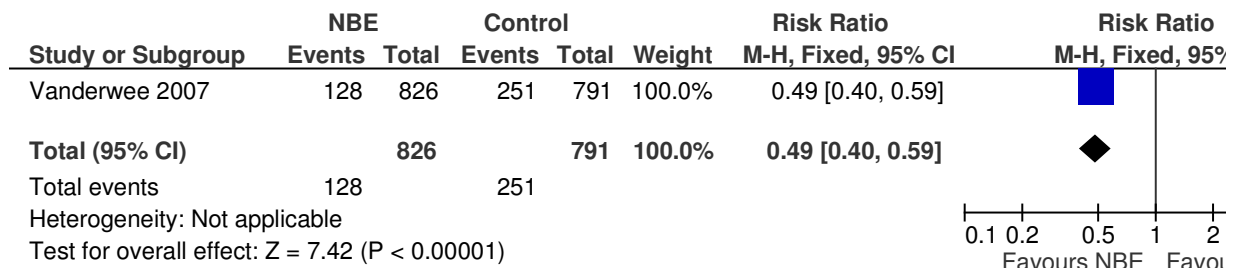 NBE Control Risk Ratio Risk Ratio
Study or Subgroup Events Total Events Total Weight M-H, Fixed, 95% CI M-H, Fixed, 95%
Vanderwee 2007 128 826 251 791 100.0% 0.49 [0.40, 0.59]
Total (95% CI) 826 791 100.0% 0.49 [0.40, 0.59]
Total events 128 251
Heterogeneity: Not applicable
Test for overall effect: Z = 7.42 (P < 0.00001)
0.1 0.2 0.5 1 2
Favours NBE Favou